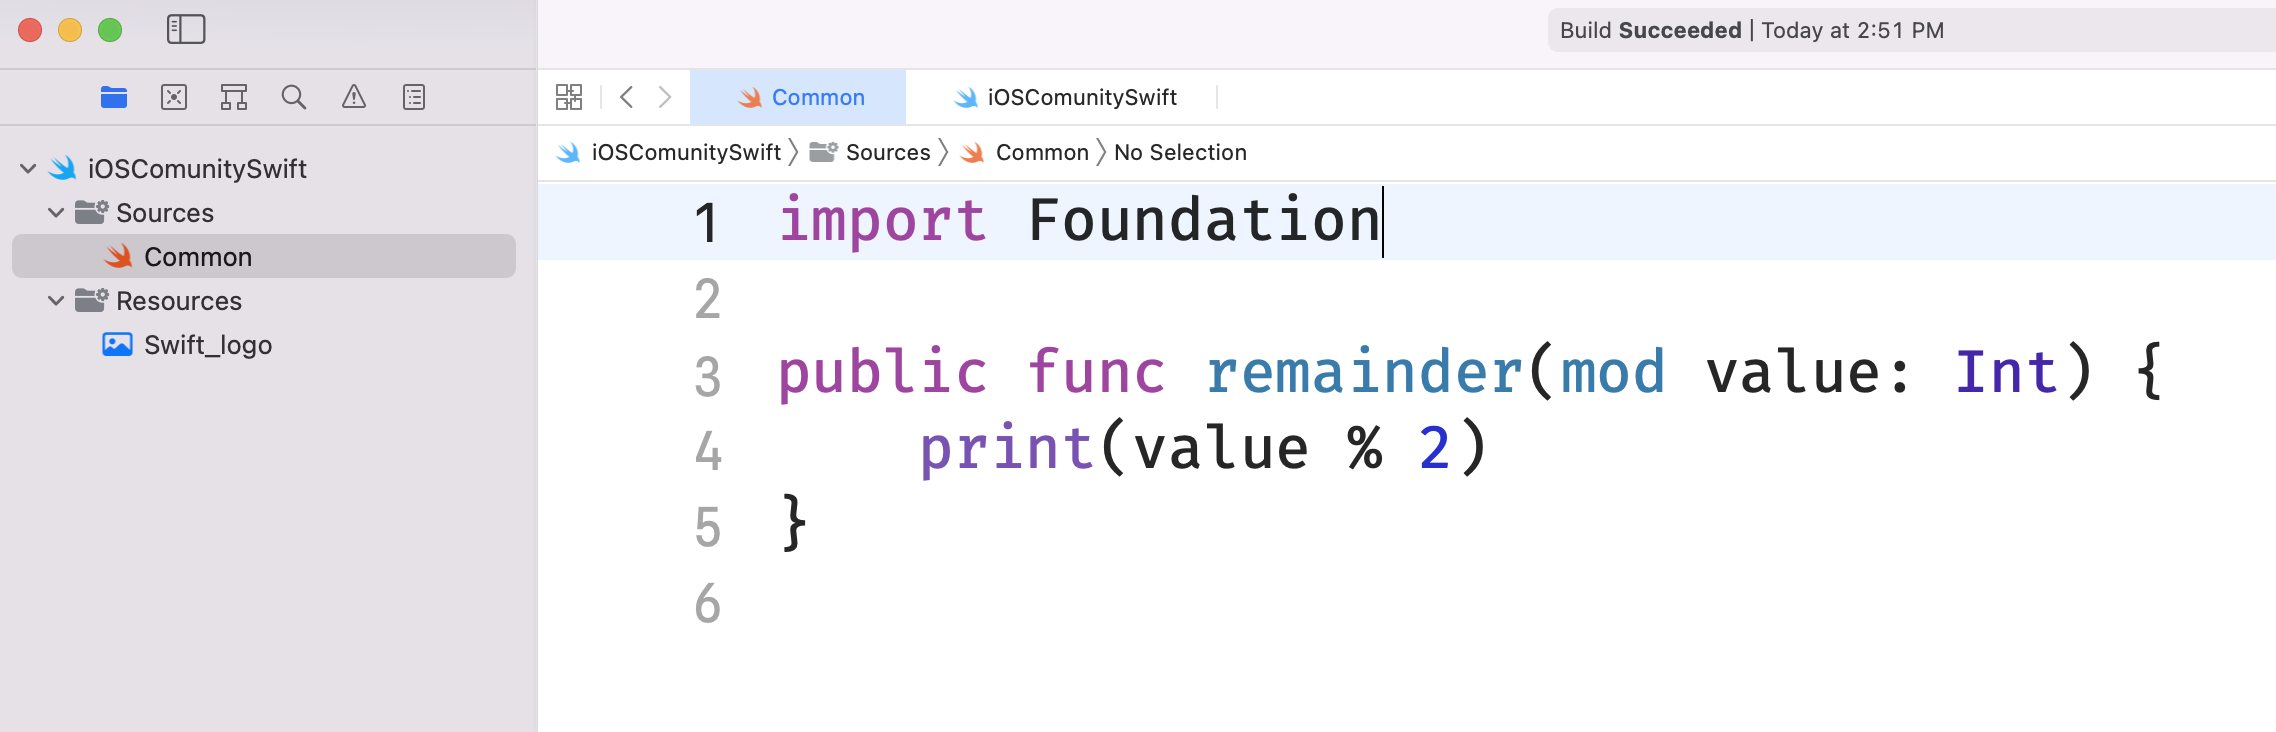 Build Succeeded | Today at 2:51 PM
Common
iOSComunitySwift
iOSComunitySwift 〉 Sources 〉 Common 〉 No Selection
iOSComunitySwift
Sources
Common
Resources
Swift_logo
1 import Foundation
2
3 public func remainder(mod value: Int) {
4     print(value % 2)
5 }
6